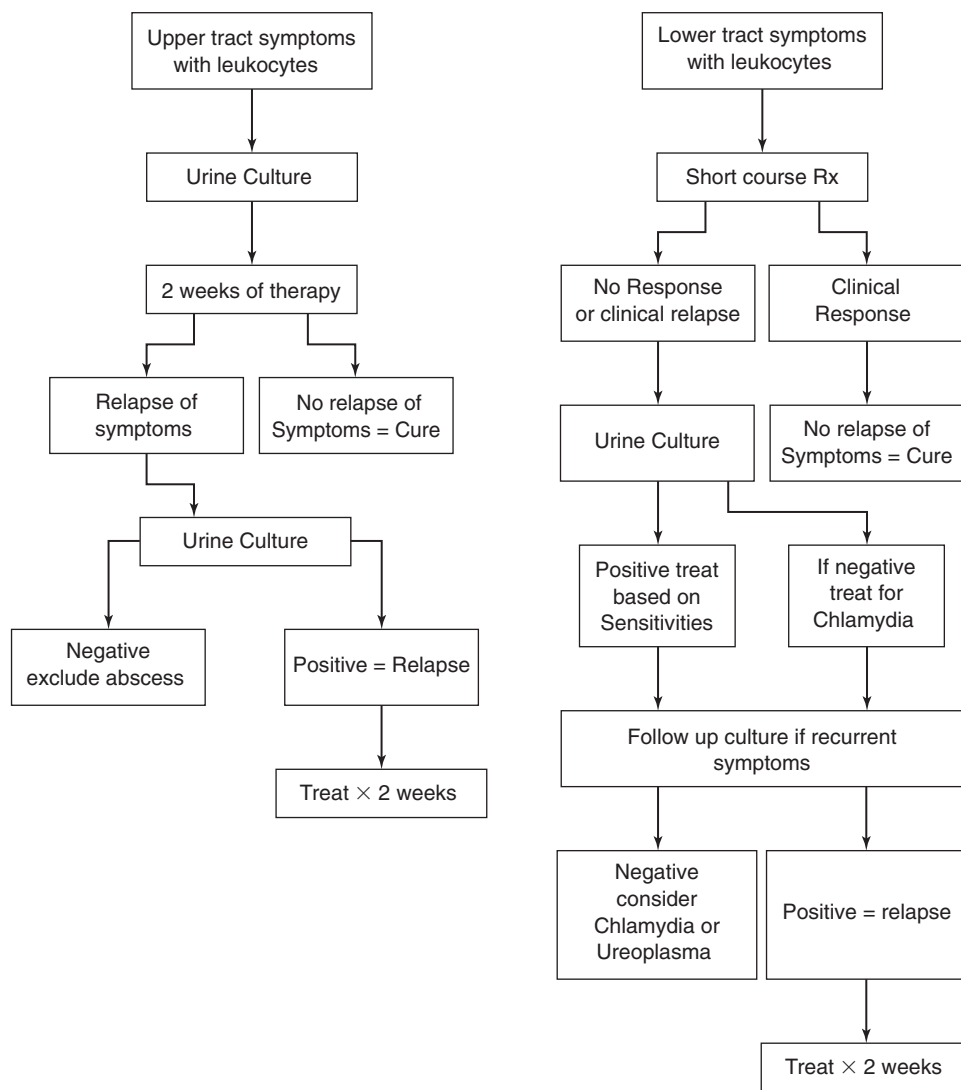 Upper tract symptoms
with leukocytes
Urine Culture
2 weeks of therapy
Relapse of
symptoms
No relapse of
Symptoms = Cure
Urine Culture
Negative
exclude abscess
Positive = Relapse
Treat × 2 weeks
Lower tract symptoms
with leukocytes
Short course Rx
No Response
or clinical relapse
Clinical
Response
Urine Culture
No relapse of
Symptoms = Cure
Positive treat
based on
Sensitivities
If negative
treat for
Chlamydia
Follow up culture if recurrent
symptoms
Negative
consider
Chlamydia or
Ureoplasma
Positive = relapse
Treat × 2 weeks